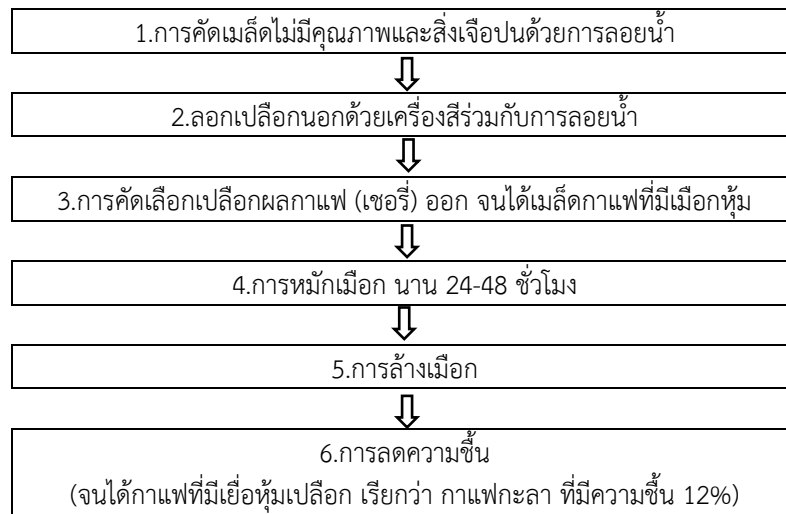 1.การคัดเมล็ดไม่มีคุณภาพและสิ่งเจือปนด้วยการลอยน้ำ
2.ลอกเปลือกนอกด้วยเครื่องสีร่วมกับการลอยน้ำ
3.การคัดเลือกเปลือกผลกาแฟ (เชอรี่) ออก จนได้เมล็ดกาแฟที่มีเมือกหุ้ม
4.การหมักเมือก นาน 24-48 ชั่วโมง
5.การล้างเมือก
6.การลดความชื้น
(จนได้กาแฟที่มีเยื่อหุ้มเปลือก เรียกว่า กาแฟกะลา ที่มีความชื้น 12%)